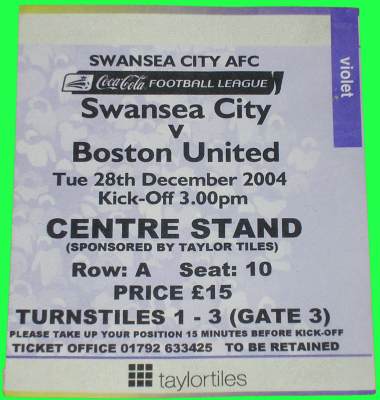 SWANSEA CITY AFC
Coca-Cola FOOTBALL LEAGUE
Swansea City
v
Boston United
Tue 28th December 2004
Kick-Off 3.00pm
CENTRE STAND
(SPONSORED BY TAYLOR TILES)
Row: A Seat: 10
PRICE £15
TURNSTILES 1 - 3 (GATE 3)
PLEASE TAKE UP YOUR POSITION 15 MINUTES BEFORE KICK-OFF
TICKET OFFICE 01792 633425 TO BE RETAINED
taylortiles
violet